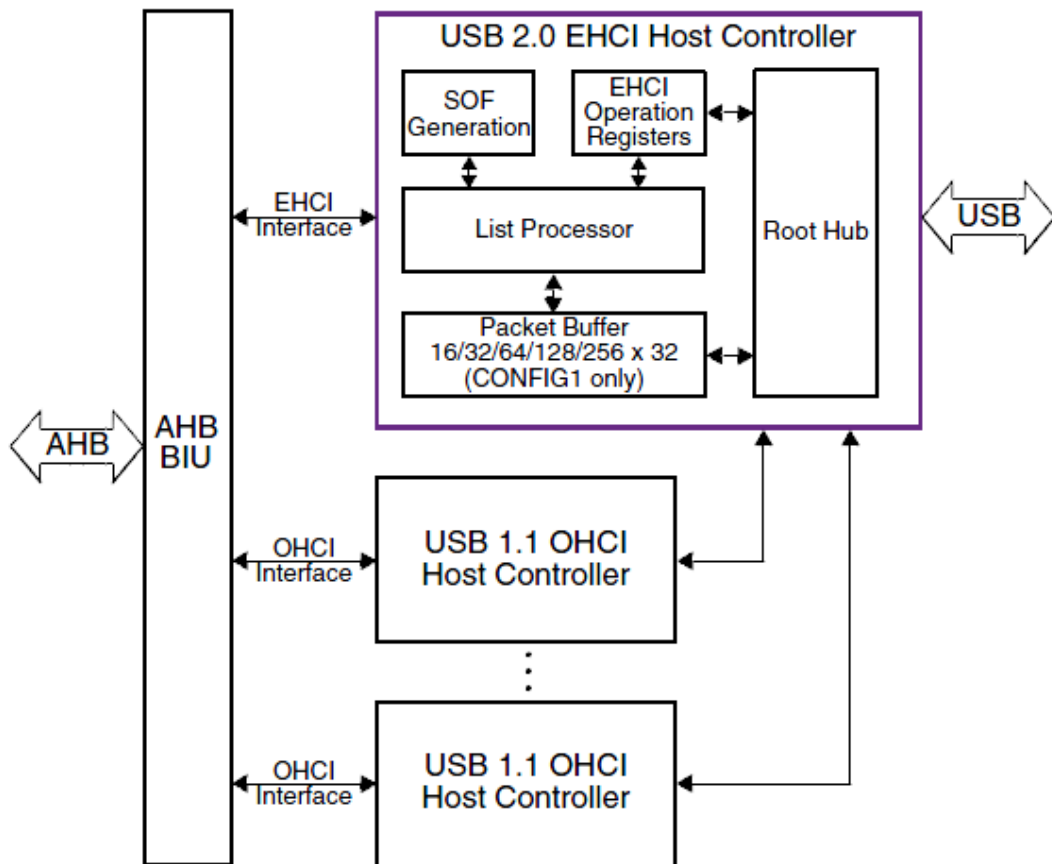 USB 2.0 EHCI Host Controller
SOF
Generation
EHCI
Operation
Registers
EHCI
Interface
List Processor
Root Hub
USB
Packet Buffer
16/32/64/128/256 x 32
(CONFIG1 only)
AHB
AHB
BIU
OHCI
Interface
USB 1.1 OHCI
Host Controller
OHCI
Interface
USB 1.1 OHCI
Host Controller